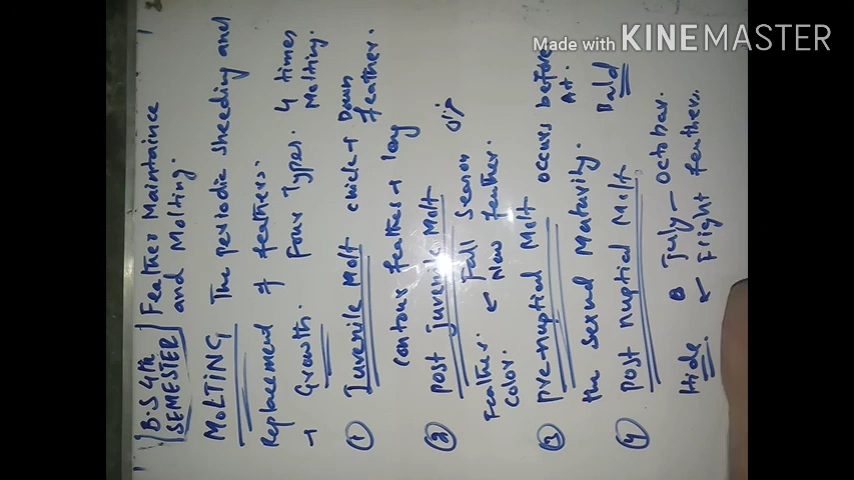 B.S 4th SEMESTER
Feather Maintaince
and Molting.
MOLTING The periodic sheeding and
Replacement of feathers.
→ Growth. Four Types. 4 times
Molting.
① Juvenile Molt chick → Down
feather.
contour feather → long
② Post juvenile Molt
Feather. ← Fall Season
Color. New feather.
③ Pre-nuptial Molt occurs before
the sexual Maturity.
④ Post nuptial Molt Bald
July — October.
Hide. ← Flight feathers.
Made with KINEMASTER